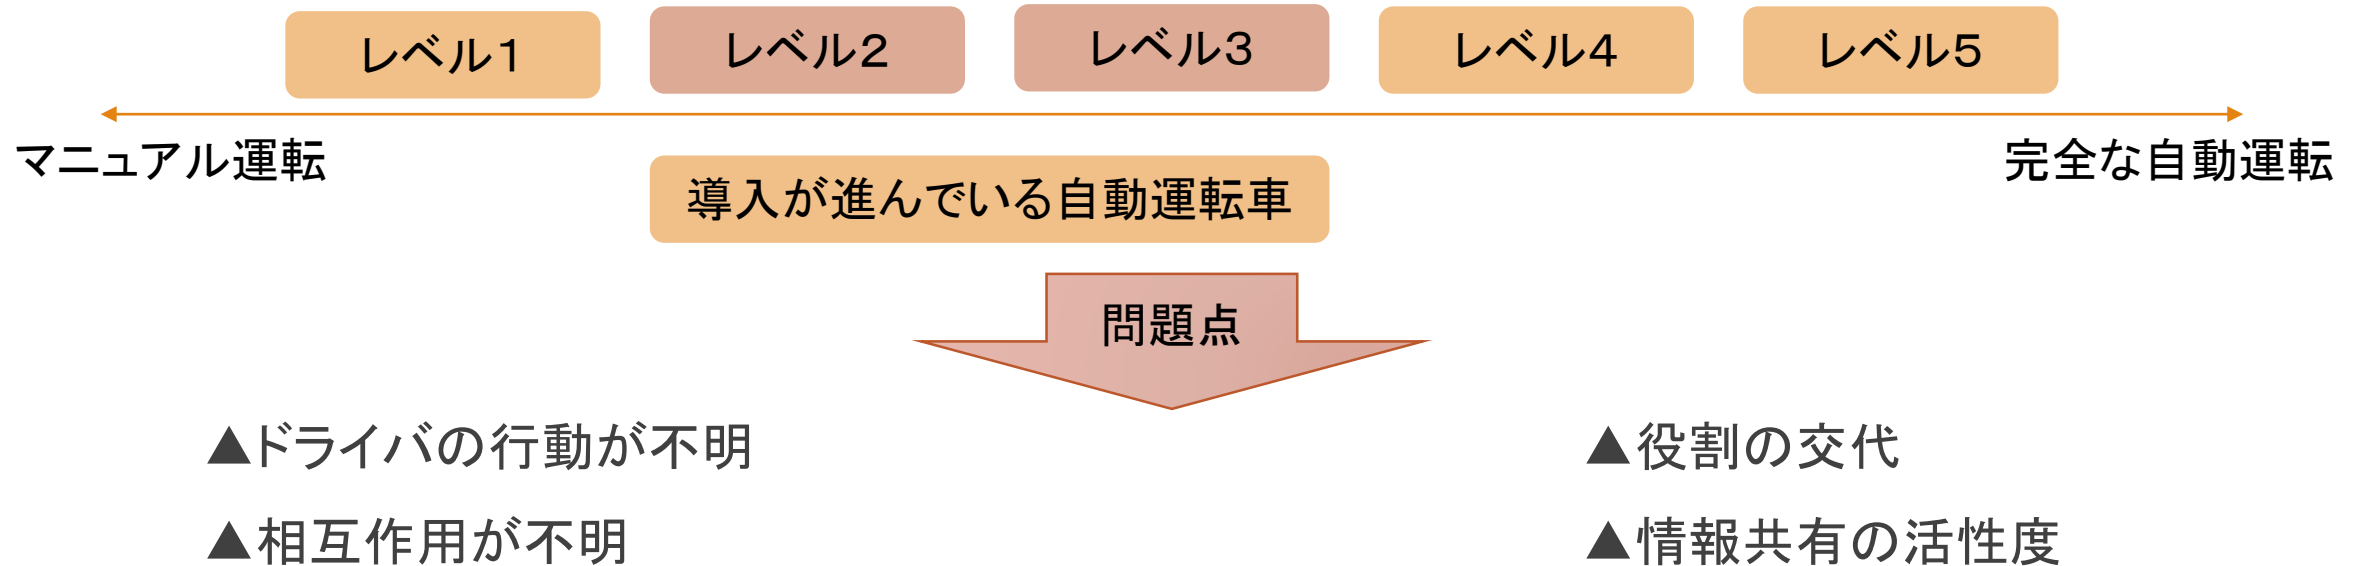 レベル１
レベル２
レベル３
レベル４
レベル５
マニュアル運転
完全な自動運転
導入が進んでいる自動運転車
問題点
▲ドライバの行動が不明
▲役割の交代
▲相互作用が不明
▲情報共有の活性度